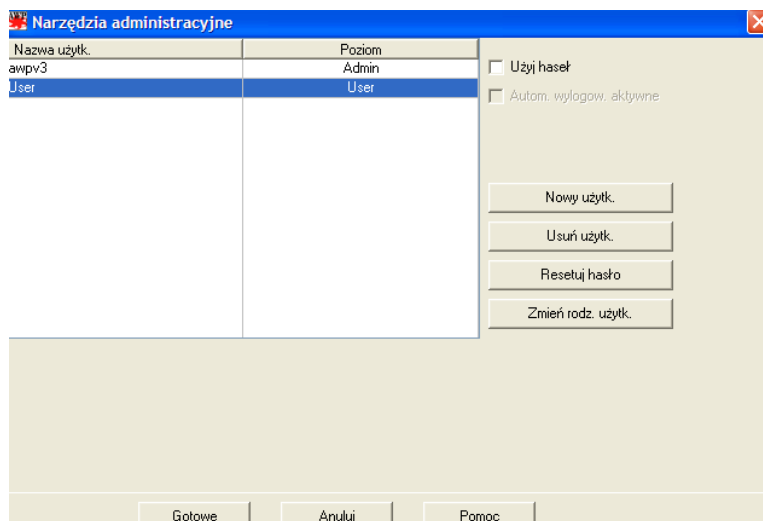 Narzędzia administracyjne
Nazwa użytk. Poziom
awpv3 Admin
User User
Użyj haseł
Autom. wylogow. aktywne
Nowy użytk.
Usuń użytk.
Resetuj hasło
Zmień rodz. użytk.
Gotowe Anuluj Pomoc